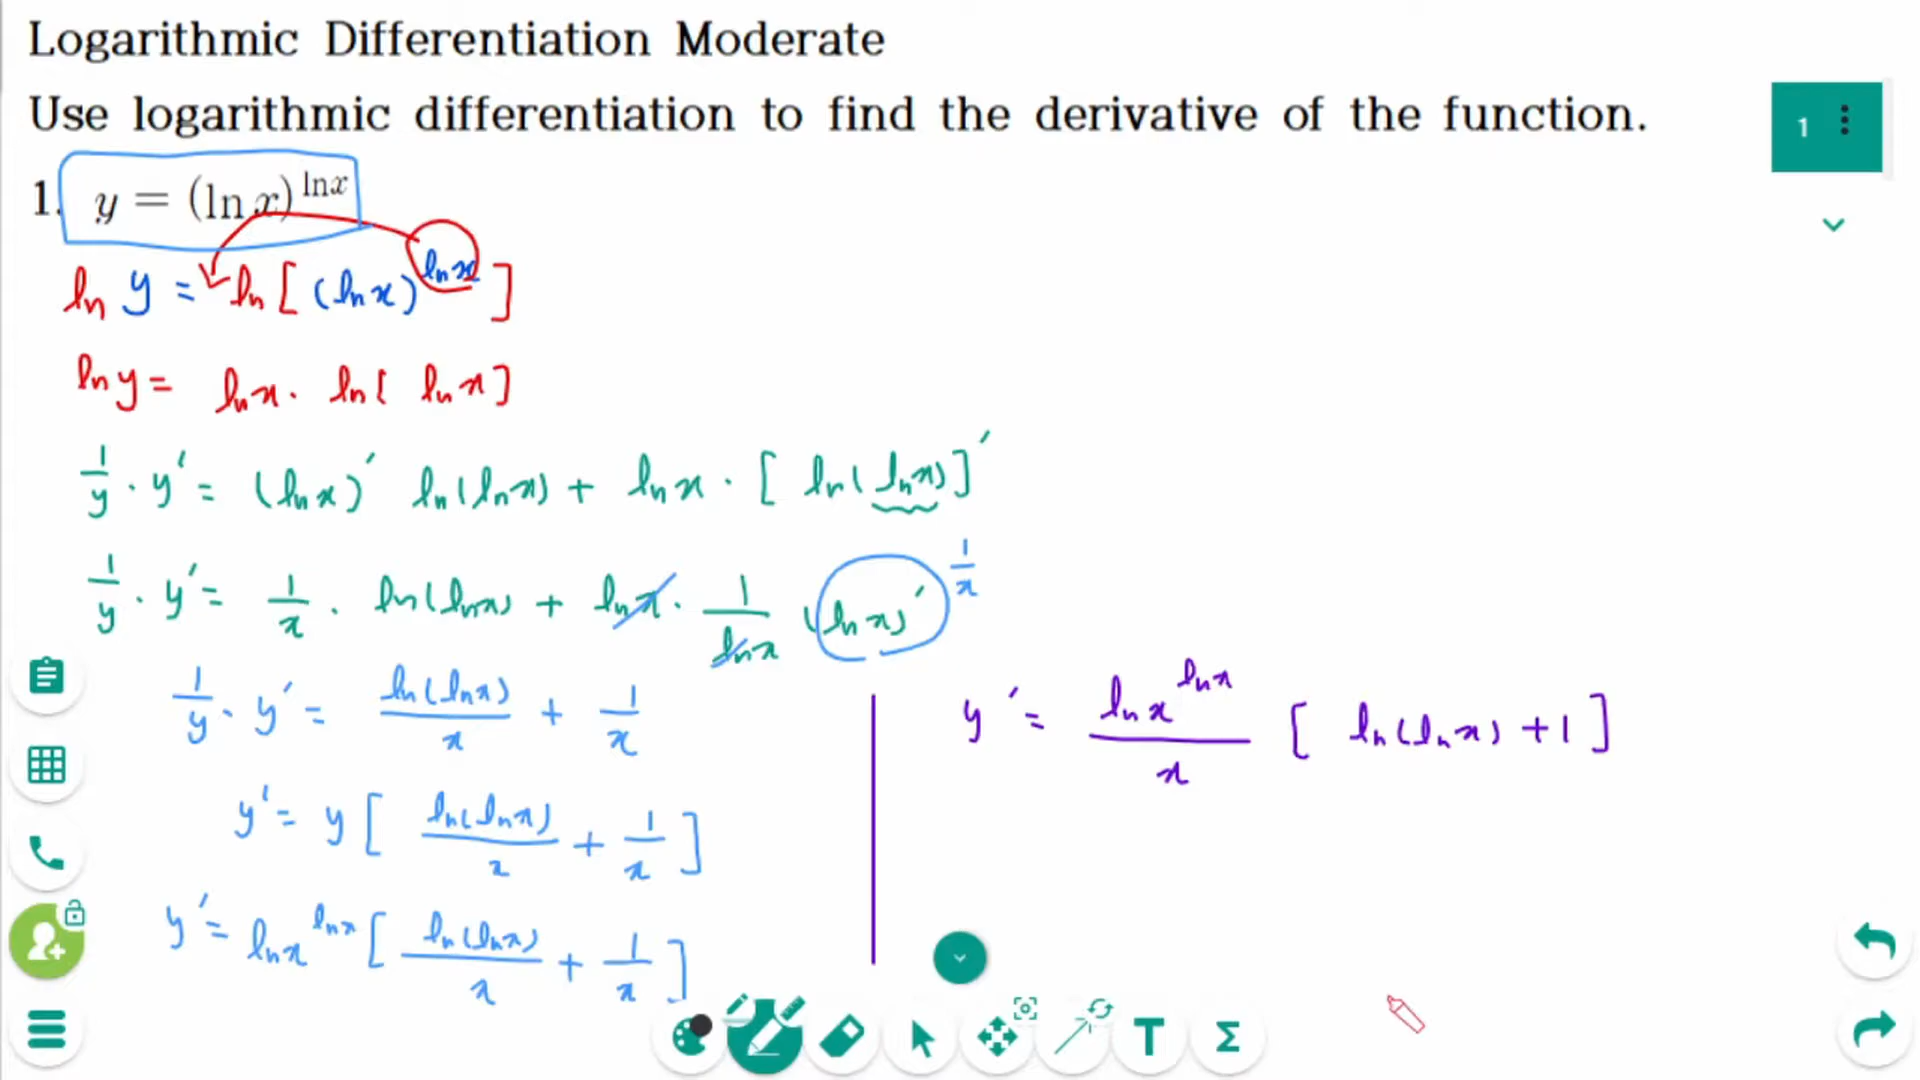 Logarithmic Differentiation Moderate
Use logarithmic differentiation to find the derivative of the function.
1
1. y = (ln x)^{ln x}
ln y = ln [ (ln x)^{ln x} ]
ln y = ln x · ln [ ln x ]
1/y · y' = (ln x)' ln (ln x) + ln x · [ ln ( ln x) ]'
1/y · y' = 1/x · ln (ln x) + ln x · 1/ln x (ln x)' 1/x
1/y · y' = ln (ln x)/x + 1/x
y' = y [ ln (ln x)/x + 1/x ]
y' = ln x^{ln x} [ ln (ln x)/x + 1/x ]
y' = ln x^{ln x}/x [ ln (ln x) + 1 ]
T Σ